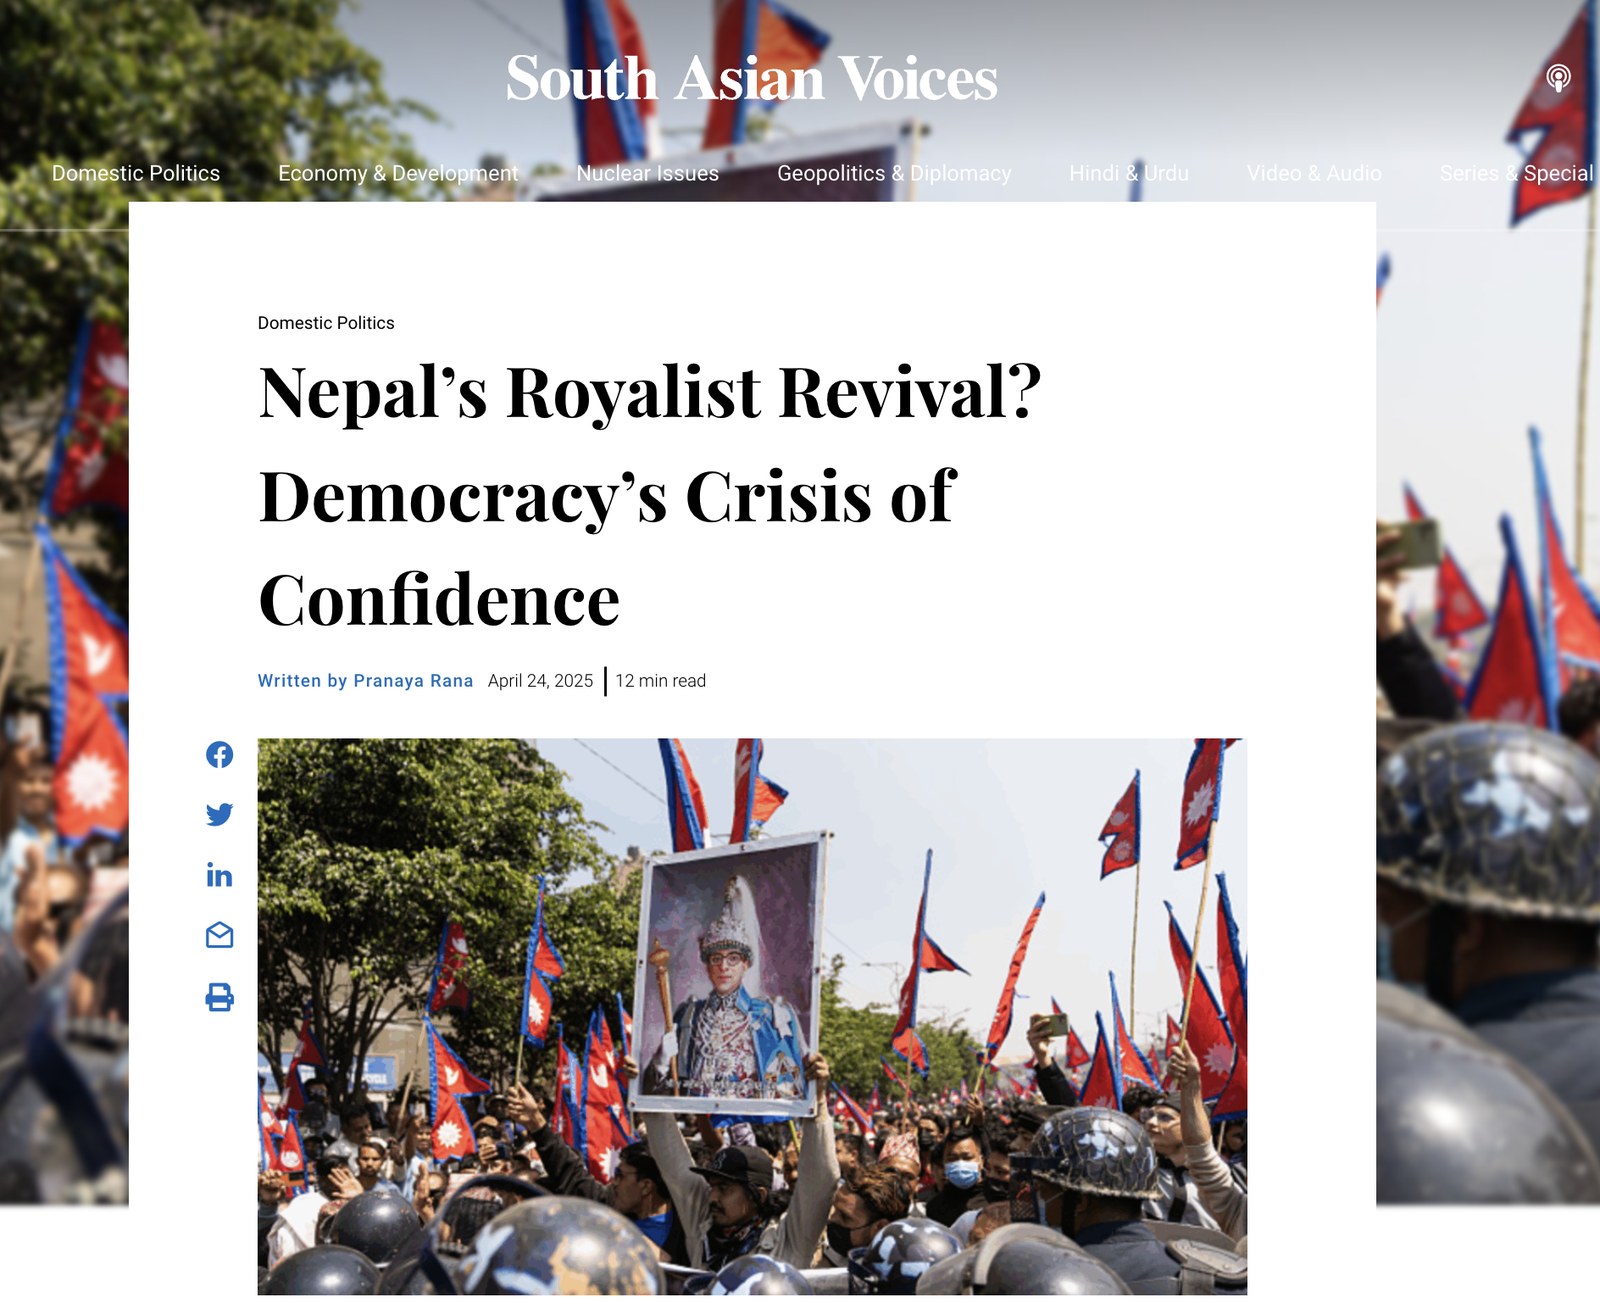 South Asian Voices
Domestic Politics
Economy & Development
Nuclear Issues
Geopolitics & Diplomacy
Hindi & Urdu
Video & Audio
Series & Special
Domestic Politics
Nepal’s Royalist Revival?
Democracy’s Crisis of
Confidence
Written by Pranaya Rana April 24, 2025 12 min read